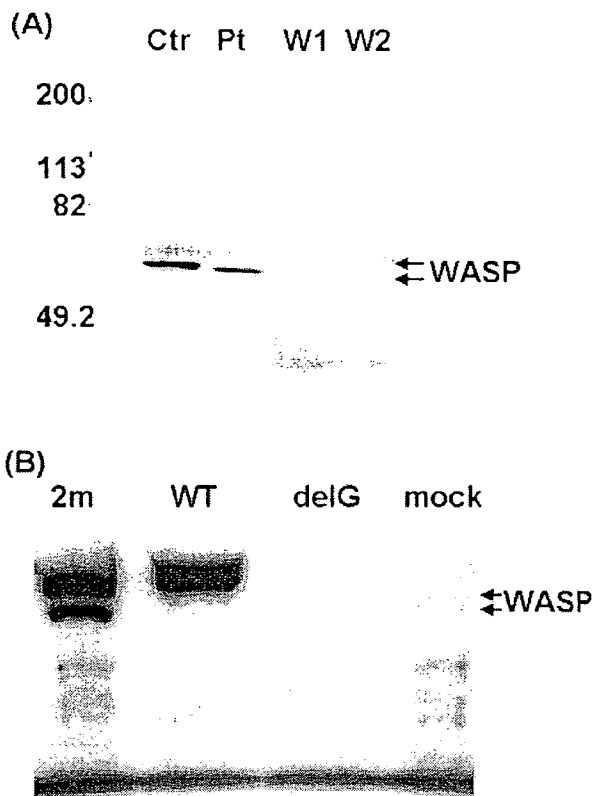 (A)
Ctr Pt W1 W2
200
113
82
WASP
49.2
(B)
2m WT delG mock
WASP